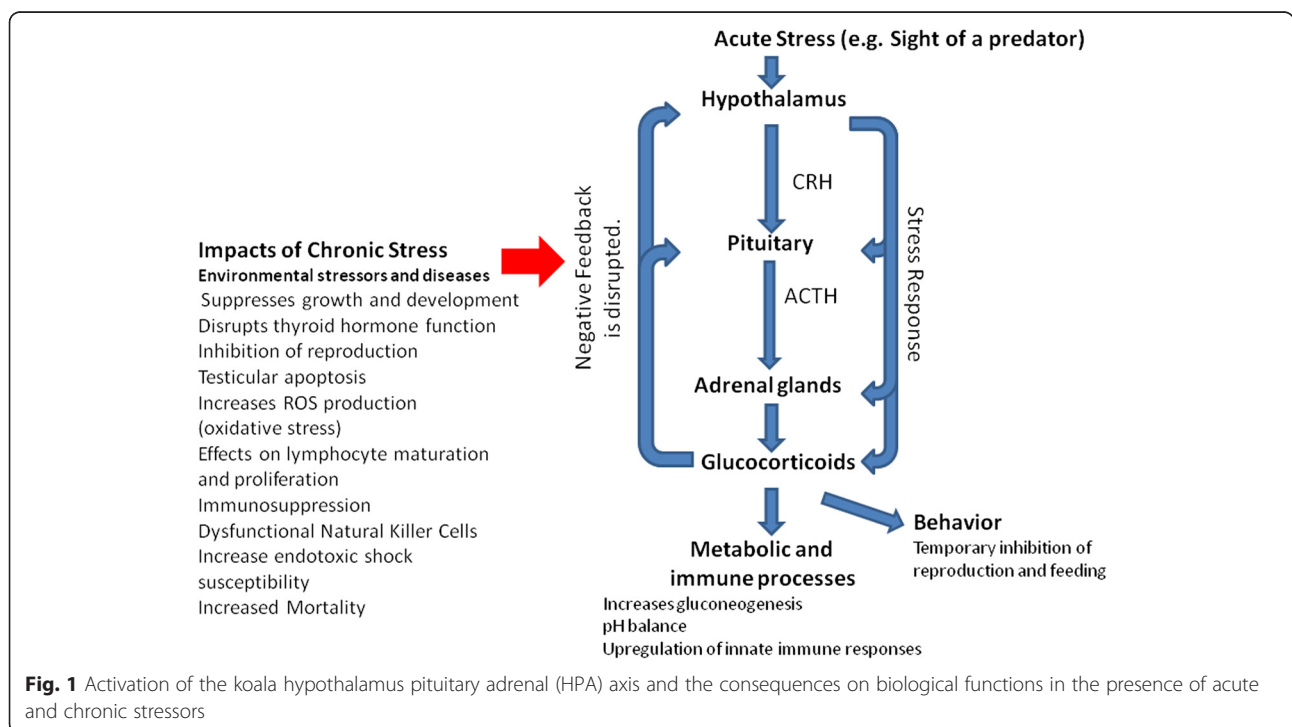 Acute Stress (e.g. Sight of a predator)
Hypothalamus
CRH
Pituitary
ACTH
Adrenal glands
Glucocorticoids
Stress Response
Negative Feedback
is disrupted.
Impacts of Chronic Stress
Environmental stressors and diseases
Suppresses growth and development
Disrupts thyroid hormone function
Inhibition of reproduction
Testicular apoptosis
Increases ROS production
(oxidative stress)
Effects on lymphocyte maturation
and proliferation
Immunosuppression
Dysfunctional Natural Killer Cells
Increase endotoxic shock
susceptibility
Increased Mortality
Behavior
Temporary inhibition of
reproduction and feeding
Metabolic and
immune processes
Increases gluconeogenesis
pH balance
Upregulation of innate immune responses
Fig. 1 Activation of the koala hypothalamus pituitary adrenal (HPA) axis and the consequences on biological functions in the presence of acute
and chronic stressors